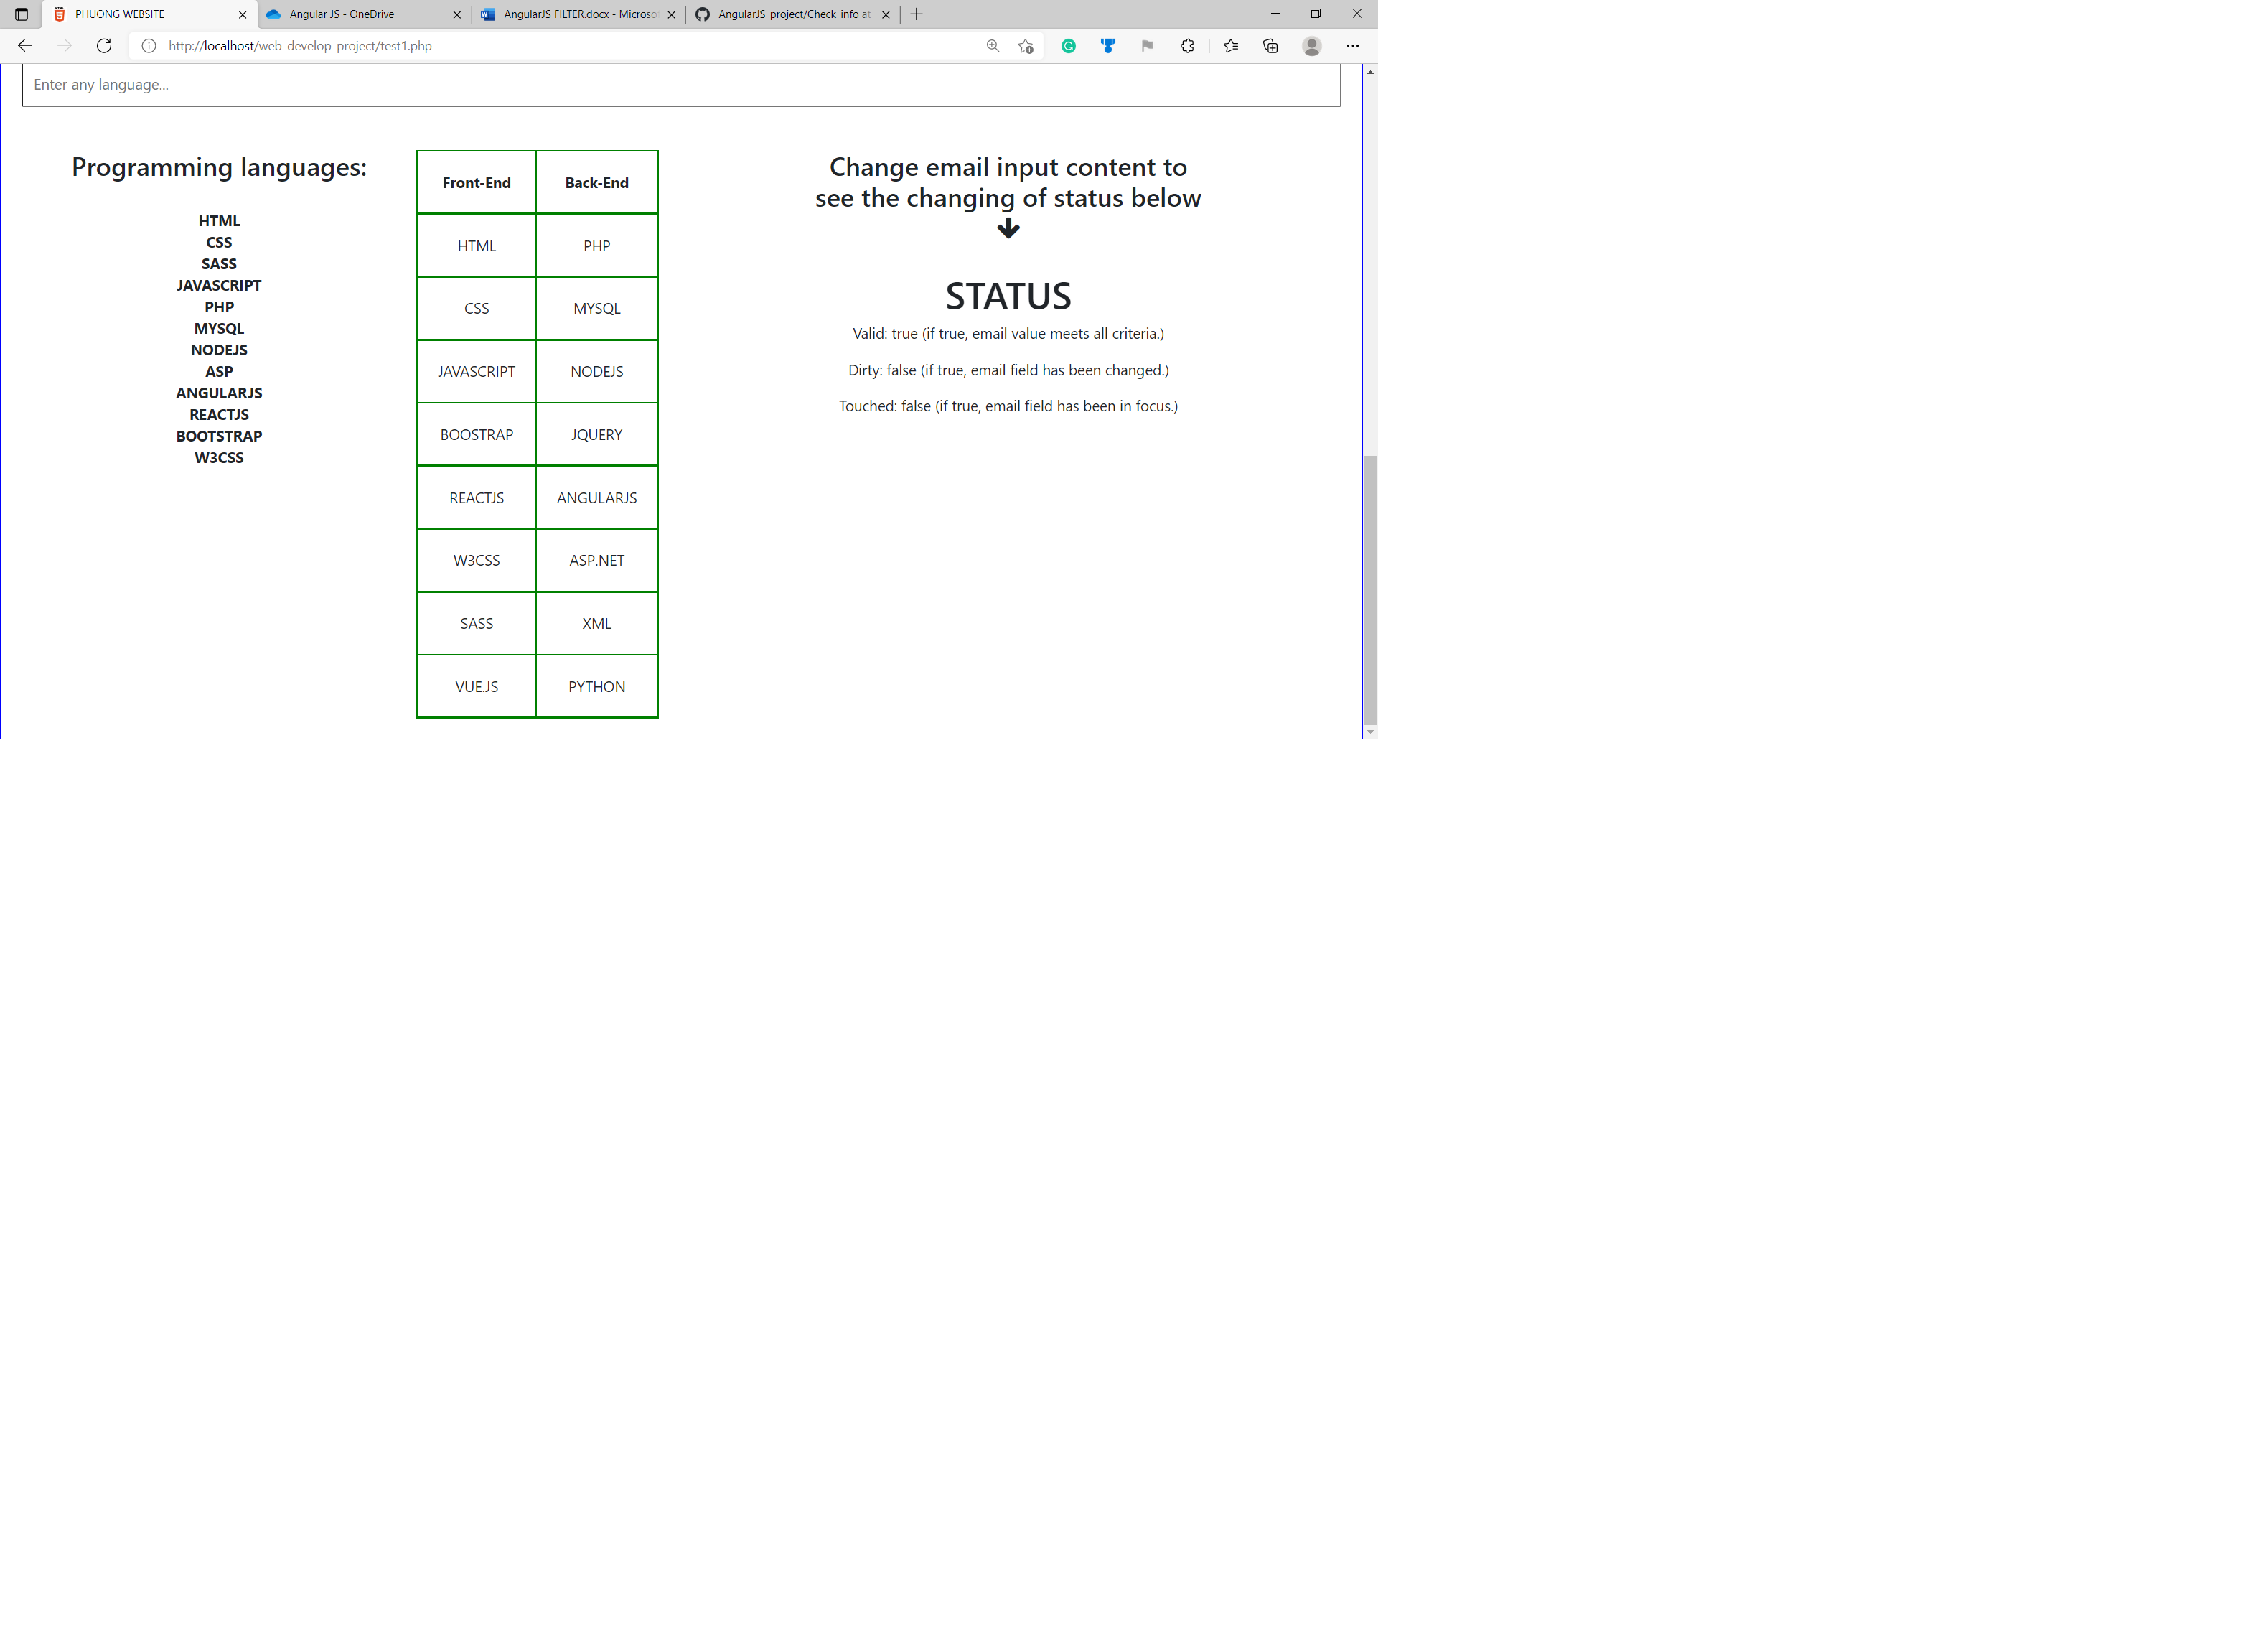 PHUONG WEBSITE
Angular JS - OneDrive
AngularJS FILTER.docx - Microso
AngularJS_project/Check_info at
http://localhost/web_develop_project/test1.php
Enter any language...
Programming languages:
HTML
CSS
SASS
JAVASCRIPT
PHP
MYSQL
NODEJS
ASP
ANGULARJS
REACTJS
BOOTSTRAP
W3CSS
Front-End Back-End
HTML PHP
CSS MYSQL
JAVASCRIPT NODEJS
BOOSTRAP JQUERY
REACTJS ANGULARJS
W3CSS ASP.NET
SASS XML
VUE.JS PYTHON
Change email input content to
see the changing of status below
STATUS
Valid: true (if true, email value meets all criteria.)
Dirty: false (if true, email field has been changed.)
Touched: false (if true, email field has been in focus.)